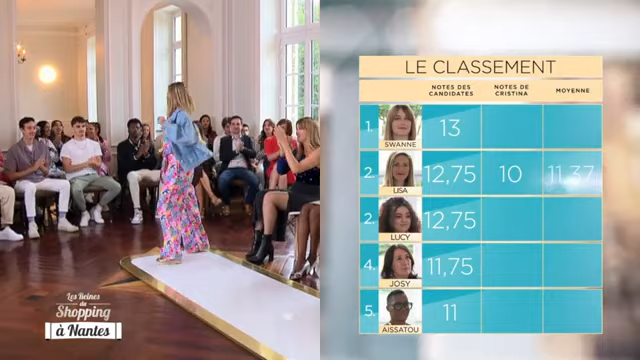 Les Reines
du
Shopping
à Nantes
LE CLASSEMENT
NOTES DES CANDIDATES NOTES DE CRISTINA MOYENNE
1. SWANNE 13
2. LISA 12,75 10 11,37
2. LUCY 12,75
4. JOSY 11,75
5. AISSATOU 11